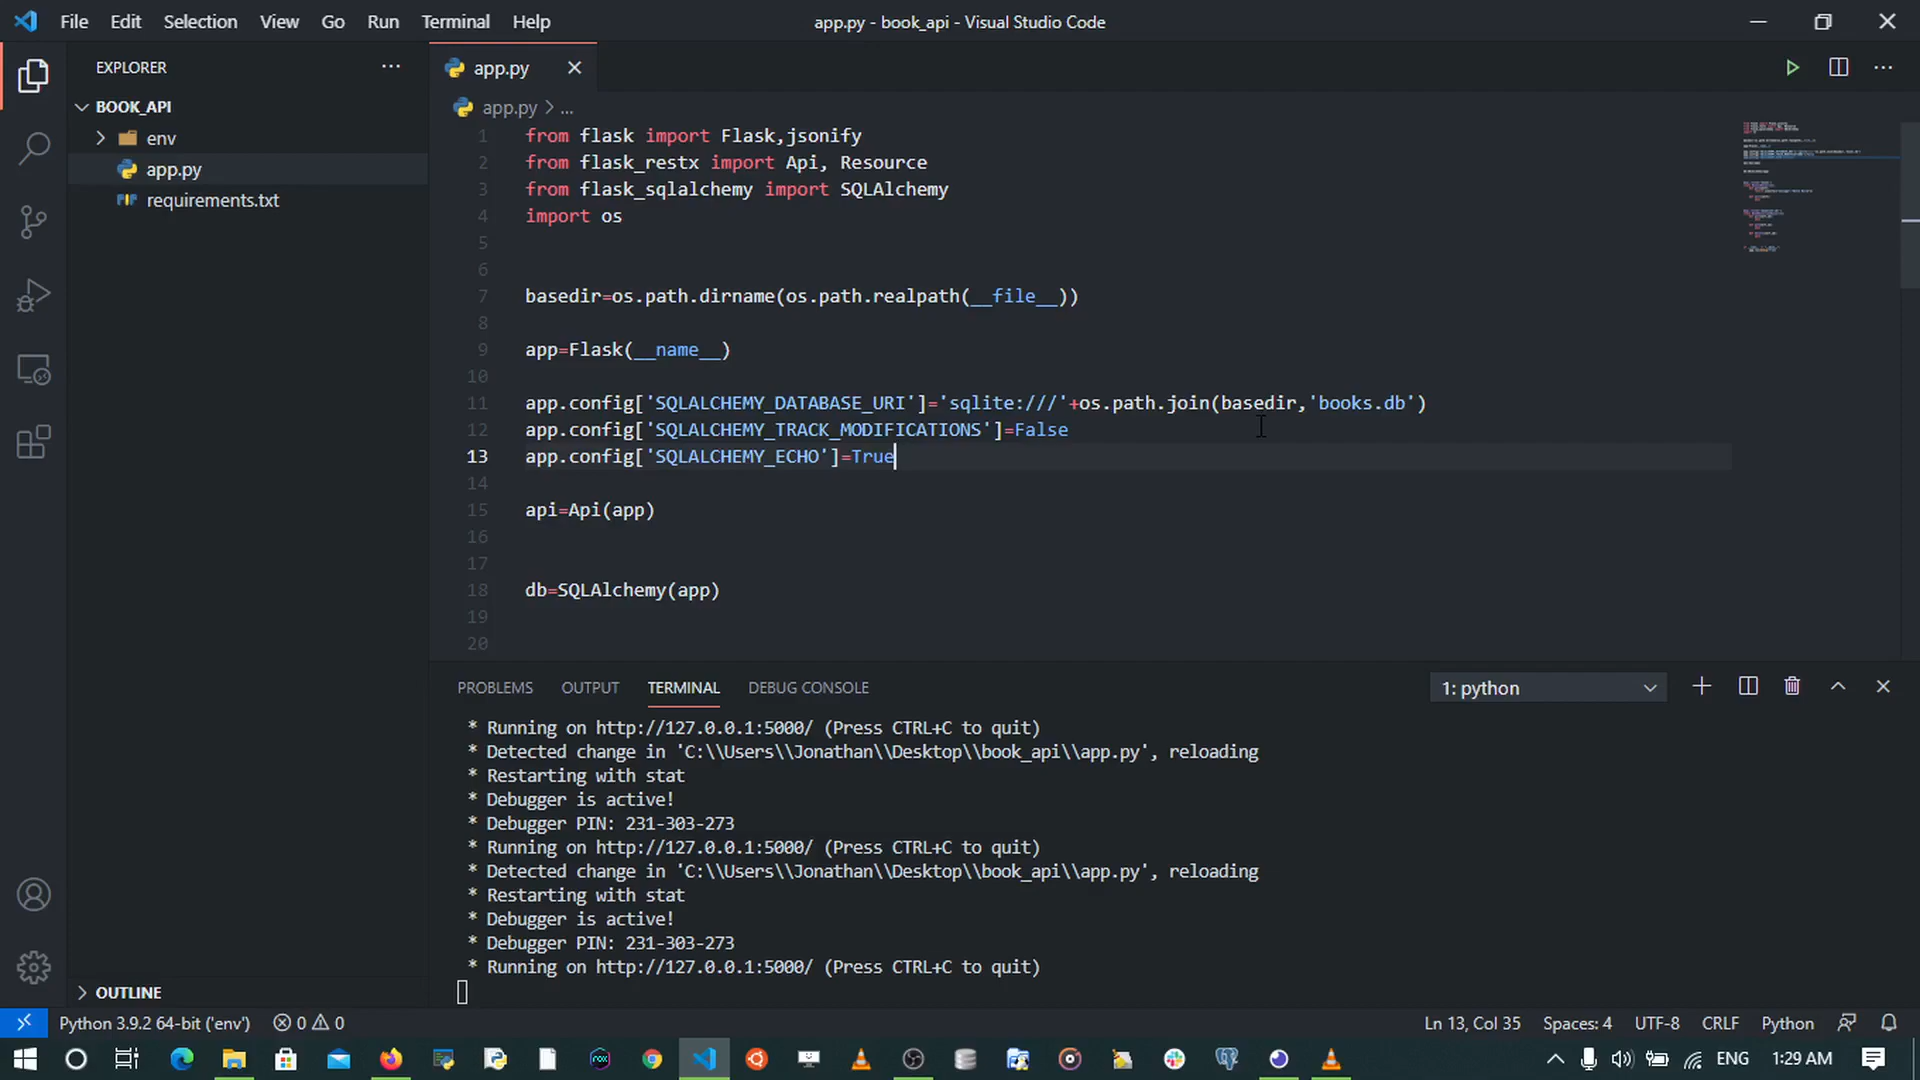 File Edit Selection View Go Run Terminal Help
app.py - book_api - Visual Studio Code
EXPLORER
BOOK_API
env
app.py
requirements.txt
OUTLINE
app.py
app.py > ...
1 from flask import Flask,jsonify
2 from flask_restx import Api, Resource
3 from flask_sqlalchemy import SQLAlchemy
4 import os
5
6
7 basedir=os.path.dirname(os.path.realpath(__file__))
8
9 app=Flask(__name__)
10
11 app.config['SQLALCHEMY_DATABASE_URI']='sqlite:///'+os.path.join(basedir,'books.db')
12 app.config['SQLALCHEMY_TRACK_MODIFICATIONS']=False
13 app.config['SQLALCHEMY_ECHO']=True
14
15 api=Api(app)
16
17
18 db=SQLAlchemy(app)
19
20
PROBLEMS OUTPUT TERMINAL DEBUG CONSOLE
1: python
* Running on http://127.0.0.1:5000/ (Press CTRL+C to quit)
* Detected change in 'C:\\Users\\Jonathan\\Desktop\\book_api\\app.py', reloading
* Restarting with stat
* Debugger is active!
* Debugger PIN: 231-303-273
* Running on http://127.0.0.1:5000/ (Press CTRL+C to quit)
* Detected change in 'C:\\Users\\Jonathan\\Desktop\\book_api\\app.py', reloading
* Restarting with stat
* Debugger is active!
* Debugger PIN: 231-303-273
* Running on http://127.0.0.1:5000/ (Press CTRL+C to quit)
Python 3.9.2 64-bit ('env') 0 0
Ln 13, Col 35 Spaces: 4 UTF-8 CRLF Python
ENG 1:29 AM